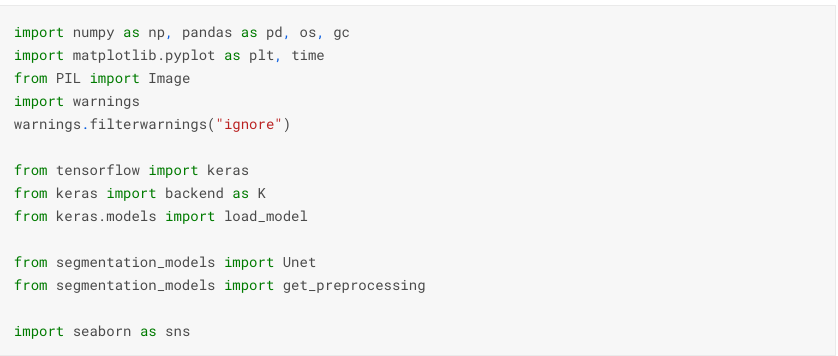 import numpy as np, pandas as pd, os, gc
import matplotlib.pyplot as plt, time
from PIL import Image
import warnings
warnings.filterwarnings("ignore")
from tensorflow import keras
from keras import backend as K
from keras.models import load_model
from segmentation_models import Unet
from segmentation_models import get_preprocessing
import seaborn as sns